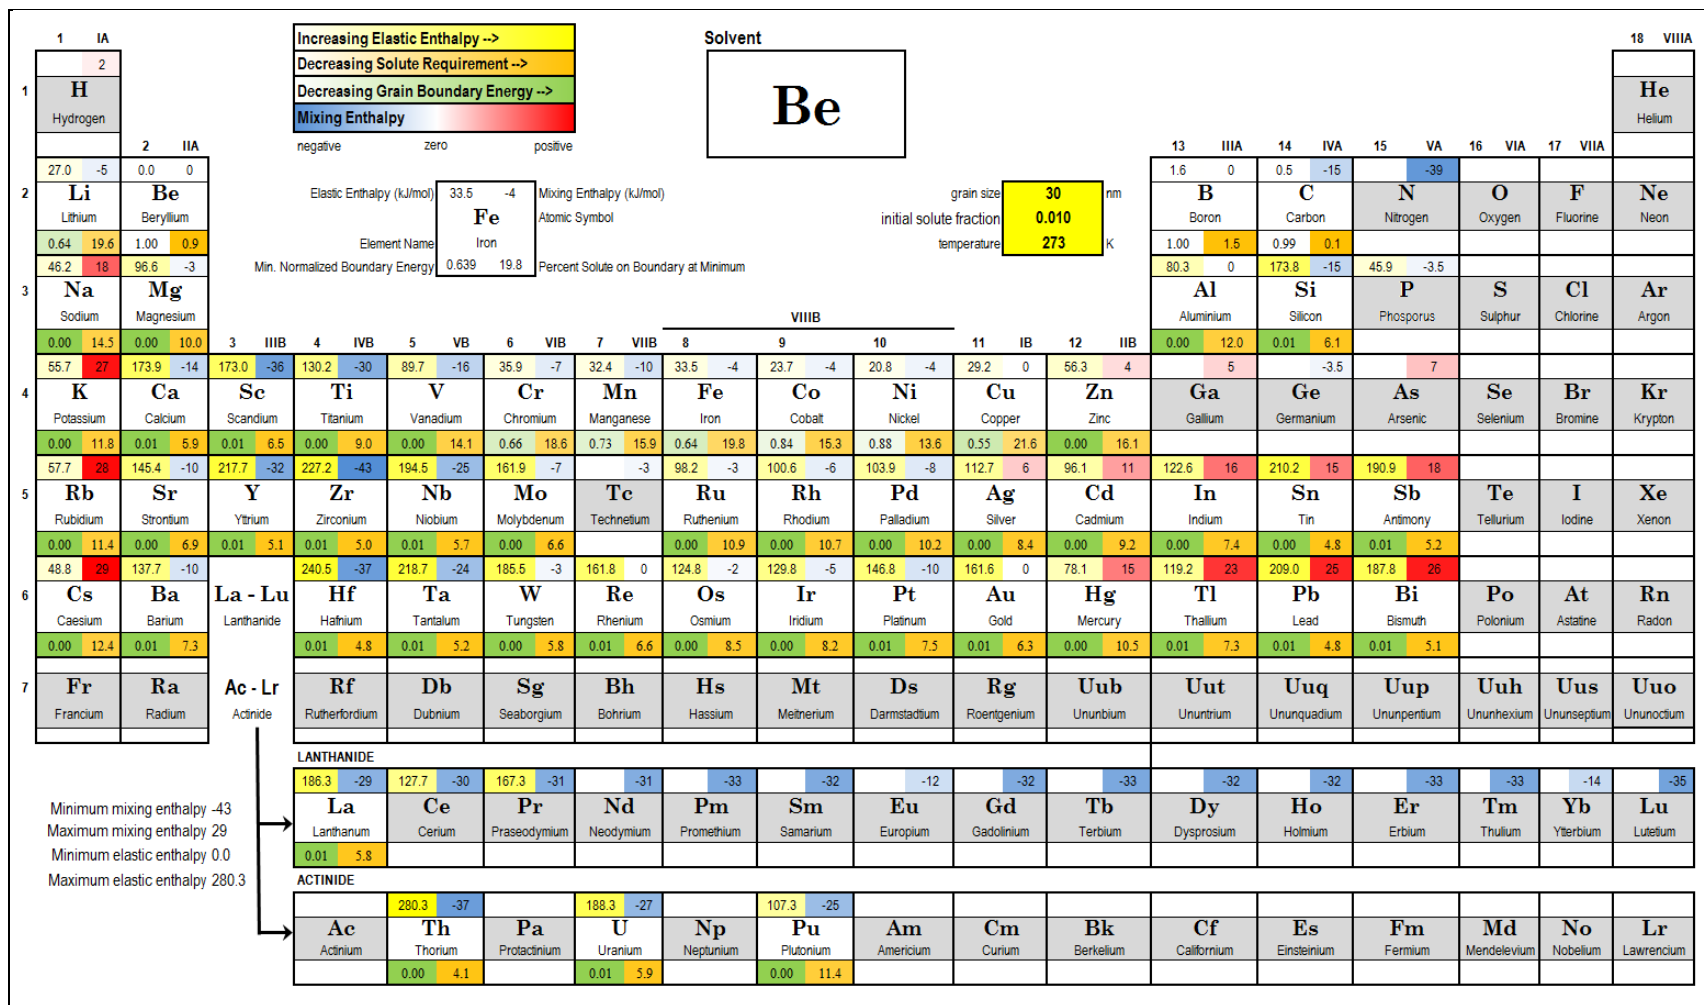 1 IA
Increasing Elastic Enthalpy -->
Solvent
18 VIIIA
2
Decreasing Solute Requirement -->
1 H He
Decreasing Grain Boundary Energy -->
Be
Hydrogen Helium
Mixing Enthalpy
2 IIA
negative zero positive
13 IIIA 14 IVA 15 VA 16 VIA 17 VIIA
27.0 -5 0.0 0 1.6 0 0.5 -15 -39
2 Li Be B C N O F Ne
Elastic Enthalpy (kJ/mol) 33.5 -4 Mixing Enthalpy (kJ/mol)
grain size 30 nm
Lithium Beryllium Boron Carbon Nitrogen Oxygen Fluorine Neon
Fe Atomic Symbol
initial solute fraction 0.010
0.64 19.6 1.00 0.9 1.00 1.5 0.99 0.1
Element Name Iron
temperature 273 K
Min. Normalized Boundary Energy 0.639 19.8 Percent Solute on Boundary at Minimum
46.2 18 96.6 -3 80.3 0 173.8 -15 45.9 -3.5
3 Na Mg Al Si P S Cl Ar
Sodium Magnesium Aluminium Silicon Phosporus Sulphur Chlorine Argon
VIIIB
0.00 14.5 0.00 10.0 0.00 12.0 0.01 6.1
3 IIIB 4 IVB 5 VB 6 VIB 7 VIIB 8 9 10 11 IB 12 IIB
55.7 27 173.9 -14 173.0 -36 130.2 -30 89.7 -16 35.9 -7 32.4 -10 33.5 -4 23.7 -4 20.8 -4 29.2 0 56.3 4 5 -3.5 7
4 K Ca Sc Ti V Cr Mn Fe Co Ni Cu Zn Ga Ge As Se Br Kr
Potassium Calcium Scandium Titanium Vanadium Chromium Manganese Iron Cobalt Nickel Copper Zinc Gallium Germanium Arsenic Selenium Bromine Krypton
0.00 11.8 0.01 5.9 0.01 6.5 0.00 9.0 0.00 14.1 0.66 18.6 0.73 15.9 0.64 19.8 0.84 15.3 0.88 13.6 0.55 21.6 0.00 16.1
57.7 28 145.4 -10 217.7 -32 227.2 -43 194.5 -25 161.9 -7 -3 98.2 -3 100.6 -6 103.9 -8 112.7 6 96.1 11 122.6 16 210.2 15 190.9 18
5 Rb Sr Y Zr Nb Mo Tc Ru Rh Pd Ag Cd In Sn Sb Te I Xe
Rubidium Strontium Yttrium Zirconium Niobium Molybdenum Technetium Ruthenium Rhodium Palladium Silver Cadmium Indium Tin Antimony Tellurium Iodine Xenon
0.00 11.4 0.00 6.9 0.01 5.1 0.01 5.0 0.01 5.7 0.00 6.6 0.00 10.9 0.00 10.7 0.00 10.2 0.00 8.4 0.00 9.2 0.00 7.4 0.00 4.8 0.01 5.2
48.8 29 137.7 -10 240.5 -37 218.7 -24 185.5 -3 161.8 0 124.8 -2 129.8 -5 146.8 -10 161.6 0 78.1 15 119.2 23 209.0 25 187.8 26
6 Cs Ba La - Lu Hf Ta W Re Os Ir Pt Au Hg Tl Pb Bi Po At Rn
Caesium Barium Lanthanide Hafnium Tantalum Tungsten Rhenium Osmium Iridium Platinum Gold Mercury Thallium Lead Bismuth Polonium Astatine Radon
0.00 12.4 0.01 7.3 0.01 4.8 0.01 5.2 0.00 5.8 0.01 6.6 0.00 8.5 0.00 8.2 0.01 7.5 0.01 6.3 0.00 10.5 0.01 7.3 0.01 4.8 0.01 5.1
7 Fr Ra Ac - Lr Rf Db Sg Bh Hs Mt Ds Rg Uub Uut Uuq Uup Uuh Uus Uuo
Francium Radium Actinide Rutherfordium Dubnium Seaborgium Bohrium Hassium Meitnerium Darmstadtium Roentgenium Ununbium Ununtrium Ununquadium Ununpentium Ununhexium Ununseptium Ununoctium
LANTHANIDE
186.3 -29 127.7 -30 167.3 -31 -31 -33 -32 -12 -32 -33 -32 -32 -33 -33 -14 -35
La Ce Pr Nd Pm Sm Eu Gd Tb Dy Ho Er Tm Yb Lu
Lanthanum Cerium Praseodymium Neodymium Promethium Samarium Europium Gadolinium Terbium Dysprosium Holmium Erbium Thulium Ytterbium Lutetium
0.01 5.8
Minimum mixing enthalpy -43
Maximum mixing enthalpy 29
Minimum elastic enthalpy 0.0
Maximum elastic enthalpy 280.3
ACTINIDE
280.3 -37 188.3 -27 107.3 -25
Ac Th Pa U Np Pu Am Cm Bk Cf Es Fm Md No Lr
Actinium Thorium Protactinium Uranium Neptunium Plutonium Americium Curium Berkelium Californium Einsteinium Fermium Mendelevium Nobelium Lawrencium
0.00 4.1 0.01 5.9 0.00 11.4